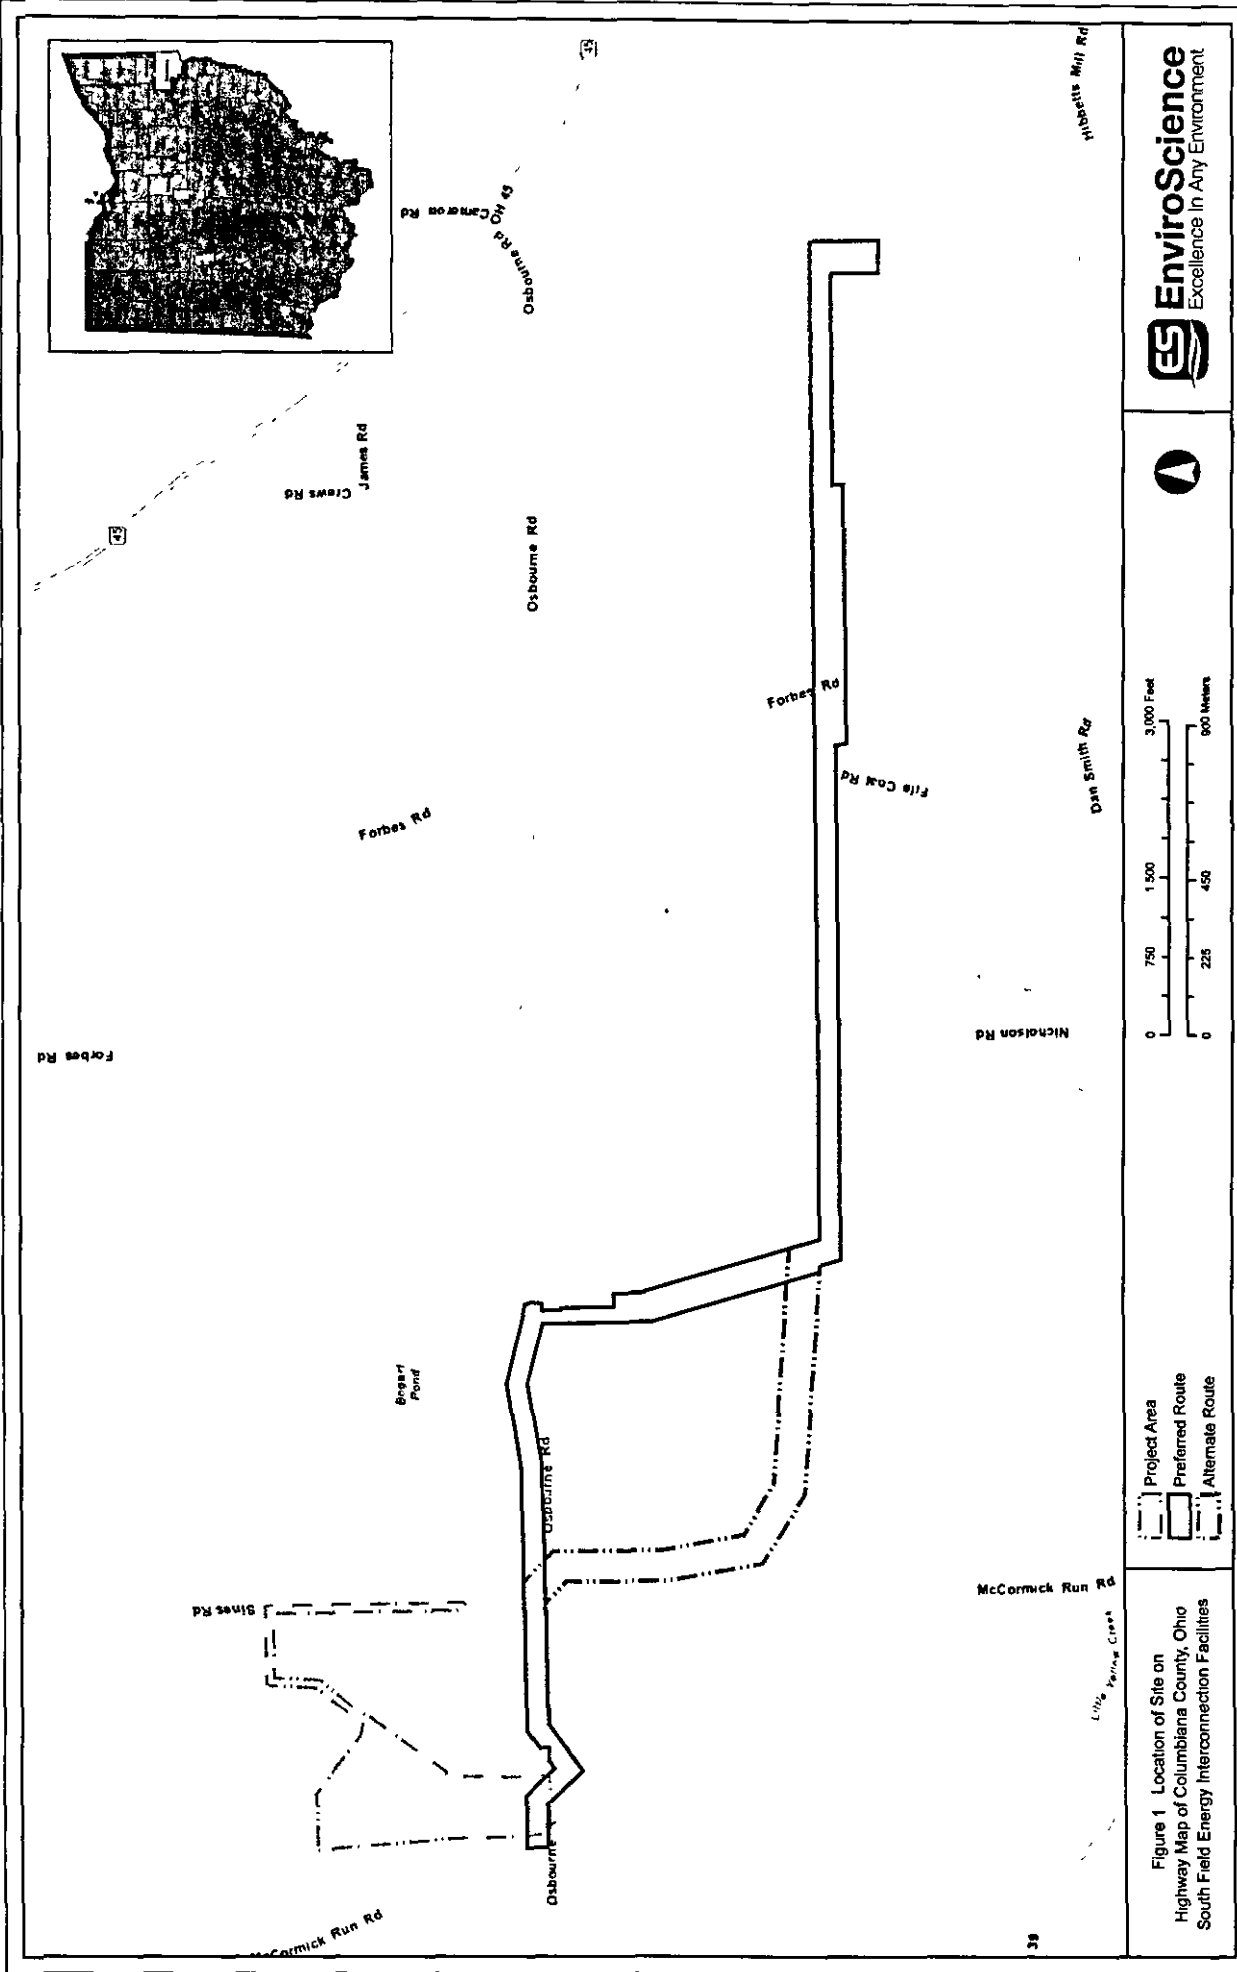 45
Hibbetts Mill Rd
Cameron Rd
OH 45
Osbourne Rd
James Rd
Crews Rd
45
Osbourne Rd
Forbes Rd
Forbes Rd
File Coal Rd
Dan Smith Rd
Forbes Rd
Nicholson Rd
Bogart
Pond
Osbourne Rd
Sines Rd
McCormick Run Rd
Little Yellow Creek
Osbourne
McCormick Run Rd
39
Figure 1 Location of Site on
Highway Map of Columbiana County, Ohio
South Field Energy Interconnection Facilities
Project Area
Preferred Route
Alternate Route
0 750 1 500 3,000 Feet
0 225 450 900 Meters
ES EnviroScience
Excellence In Any Environment